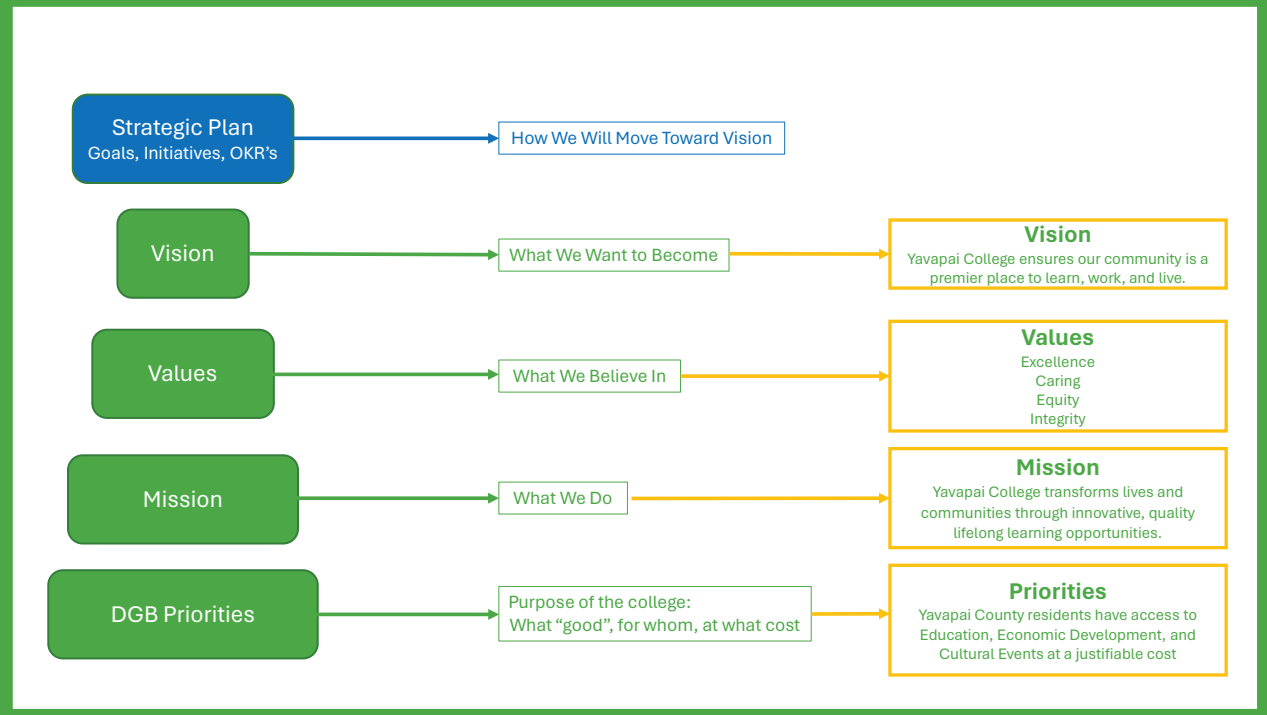 Strategic Plan
Goals, Initiatives, OKR's
How We Will Move Toward Vision
Vision
What We Want to Become
Vision
Yavapai College ensures our community is a
premier place to learn, work, and live.
Values
What We Believe In
Values
Excellence
Caring
Equity
Integrity
Mission
What We Do
Mission
Yavapai College transforms lives and
communities through innovative, quality
lifelong learning opportunities.
DGB Priorities
Purpose of the college:
What “good”, for whom, at what cost
Priorities
Yavapai County residents have access to
Education, Economic Development, and
Cultural Events at a justifiable cost